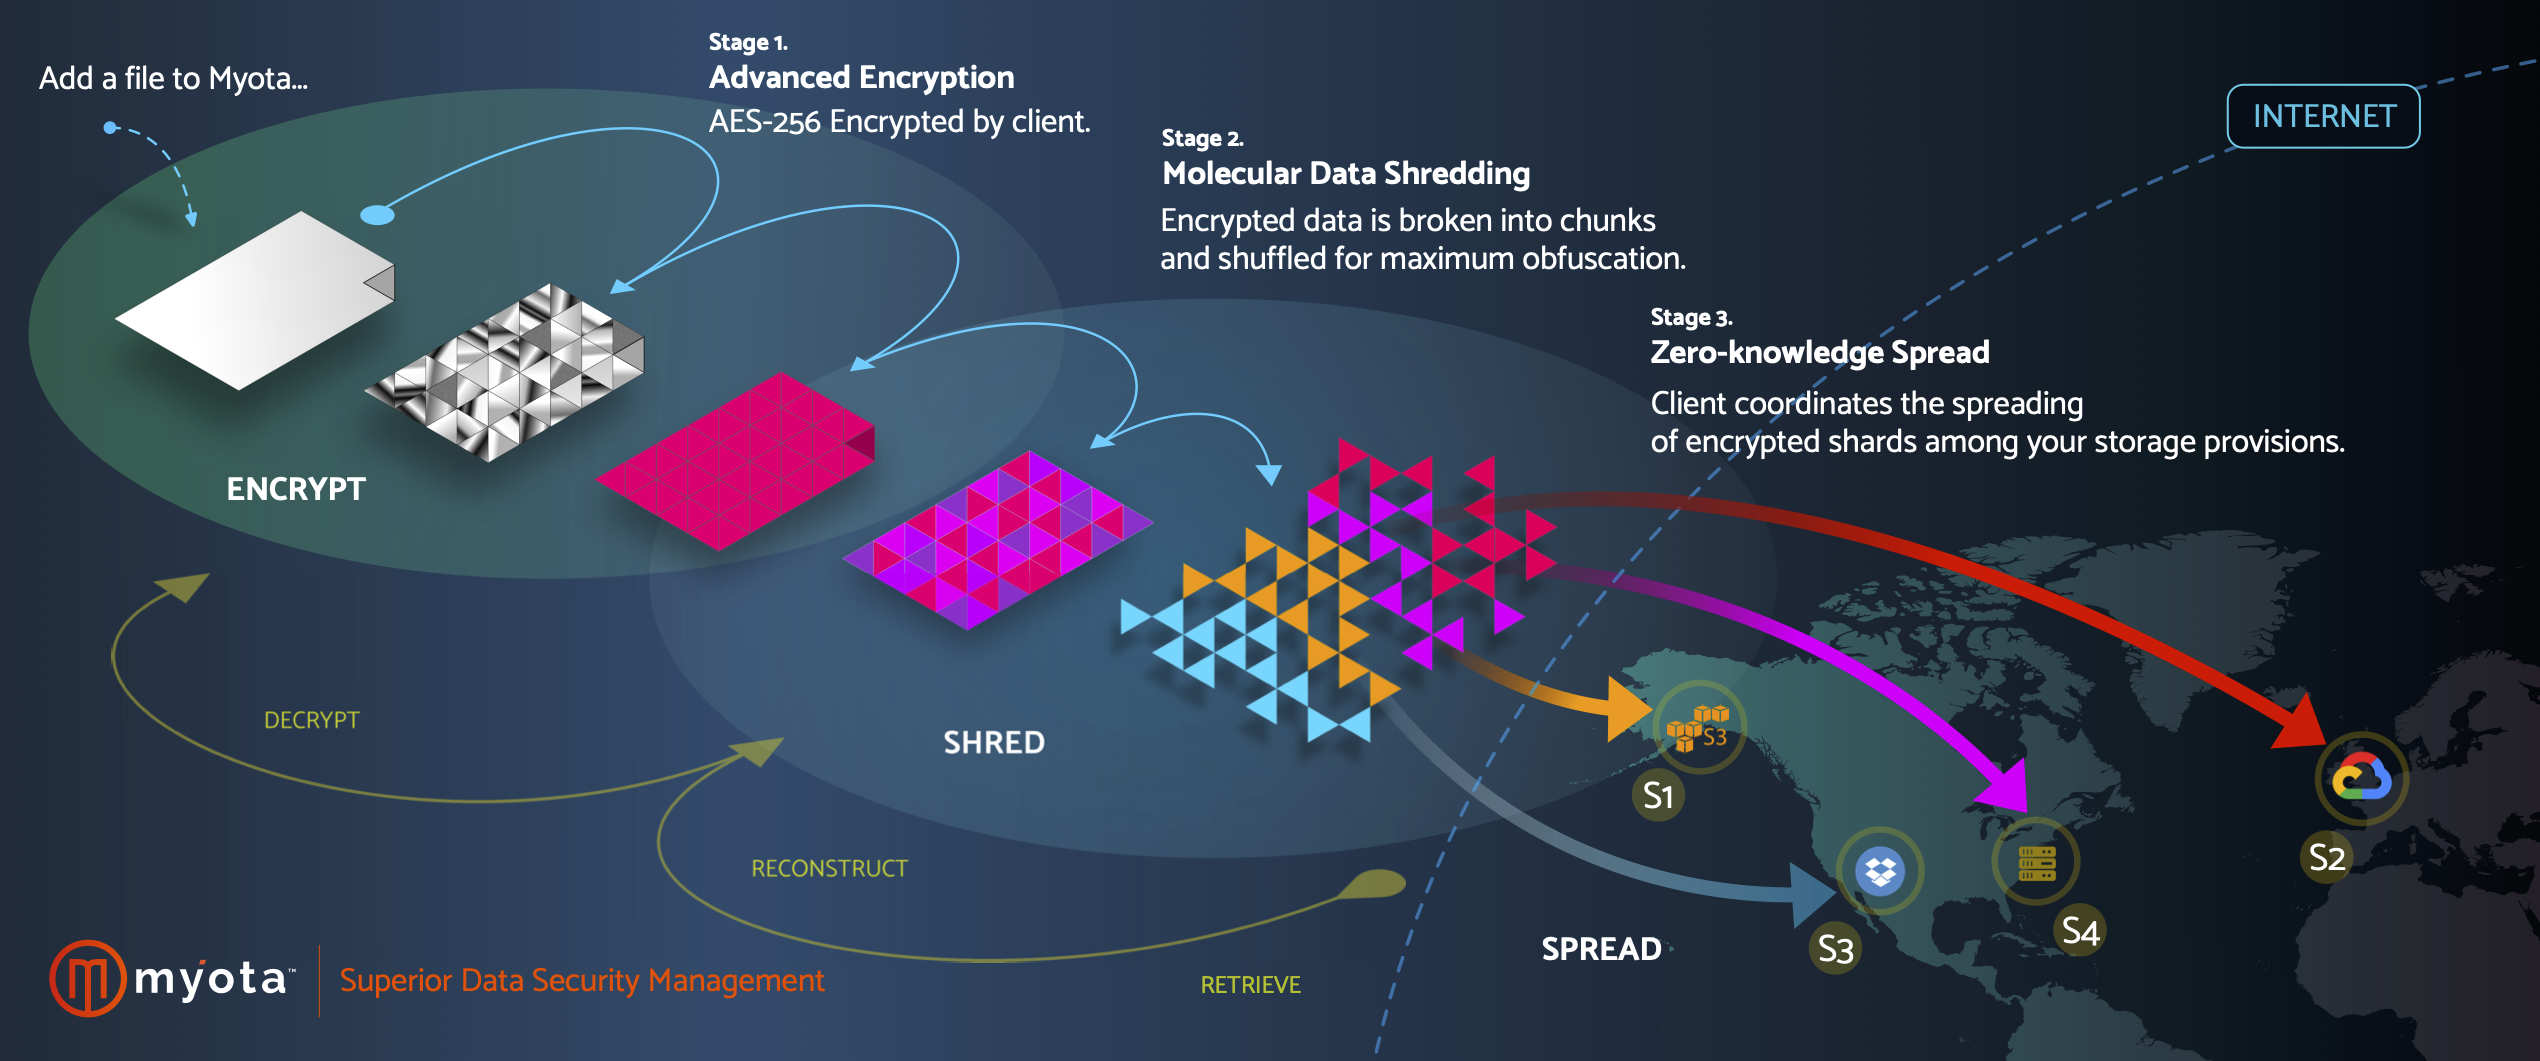 Add a file to Myota...
Stage 1.
Advanced Encryption
AES-256 Encrypted by client.
Stage 2.
Molecular Data Shredding
Encrypted data is broken into chunks
and shuffled for maximum obfuscation.
INTERNET
Stage 3.
Zero-knowledge Spread
Client coordinates the spreading
of encrypted shards among your storage provisions.
ENCRYPT
DECRYPT
SHRED
RECONSTRUCT
RETRIEVE
SPREAD
S3
S1
S2
S3
S4
myota™
Superior Data Security Management